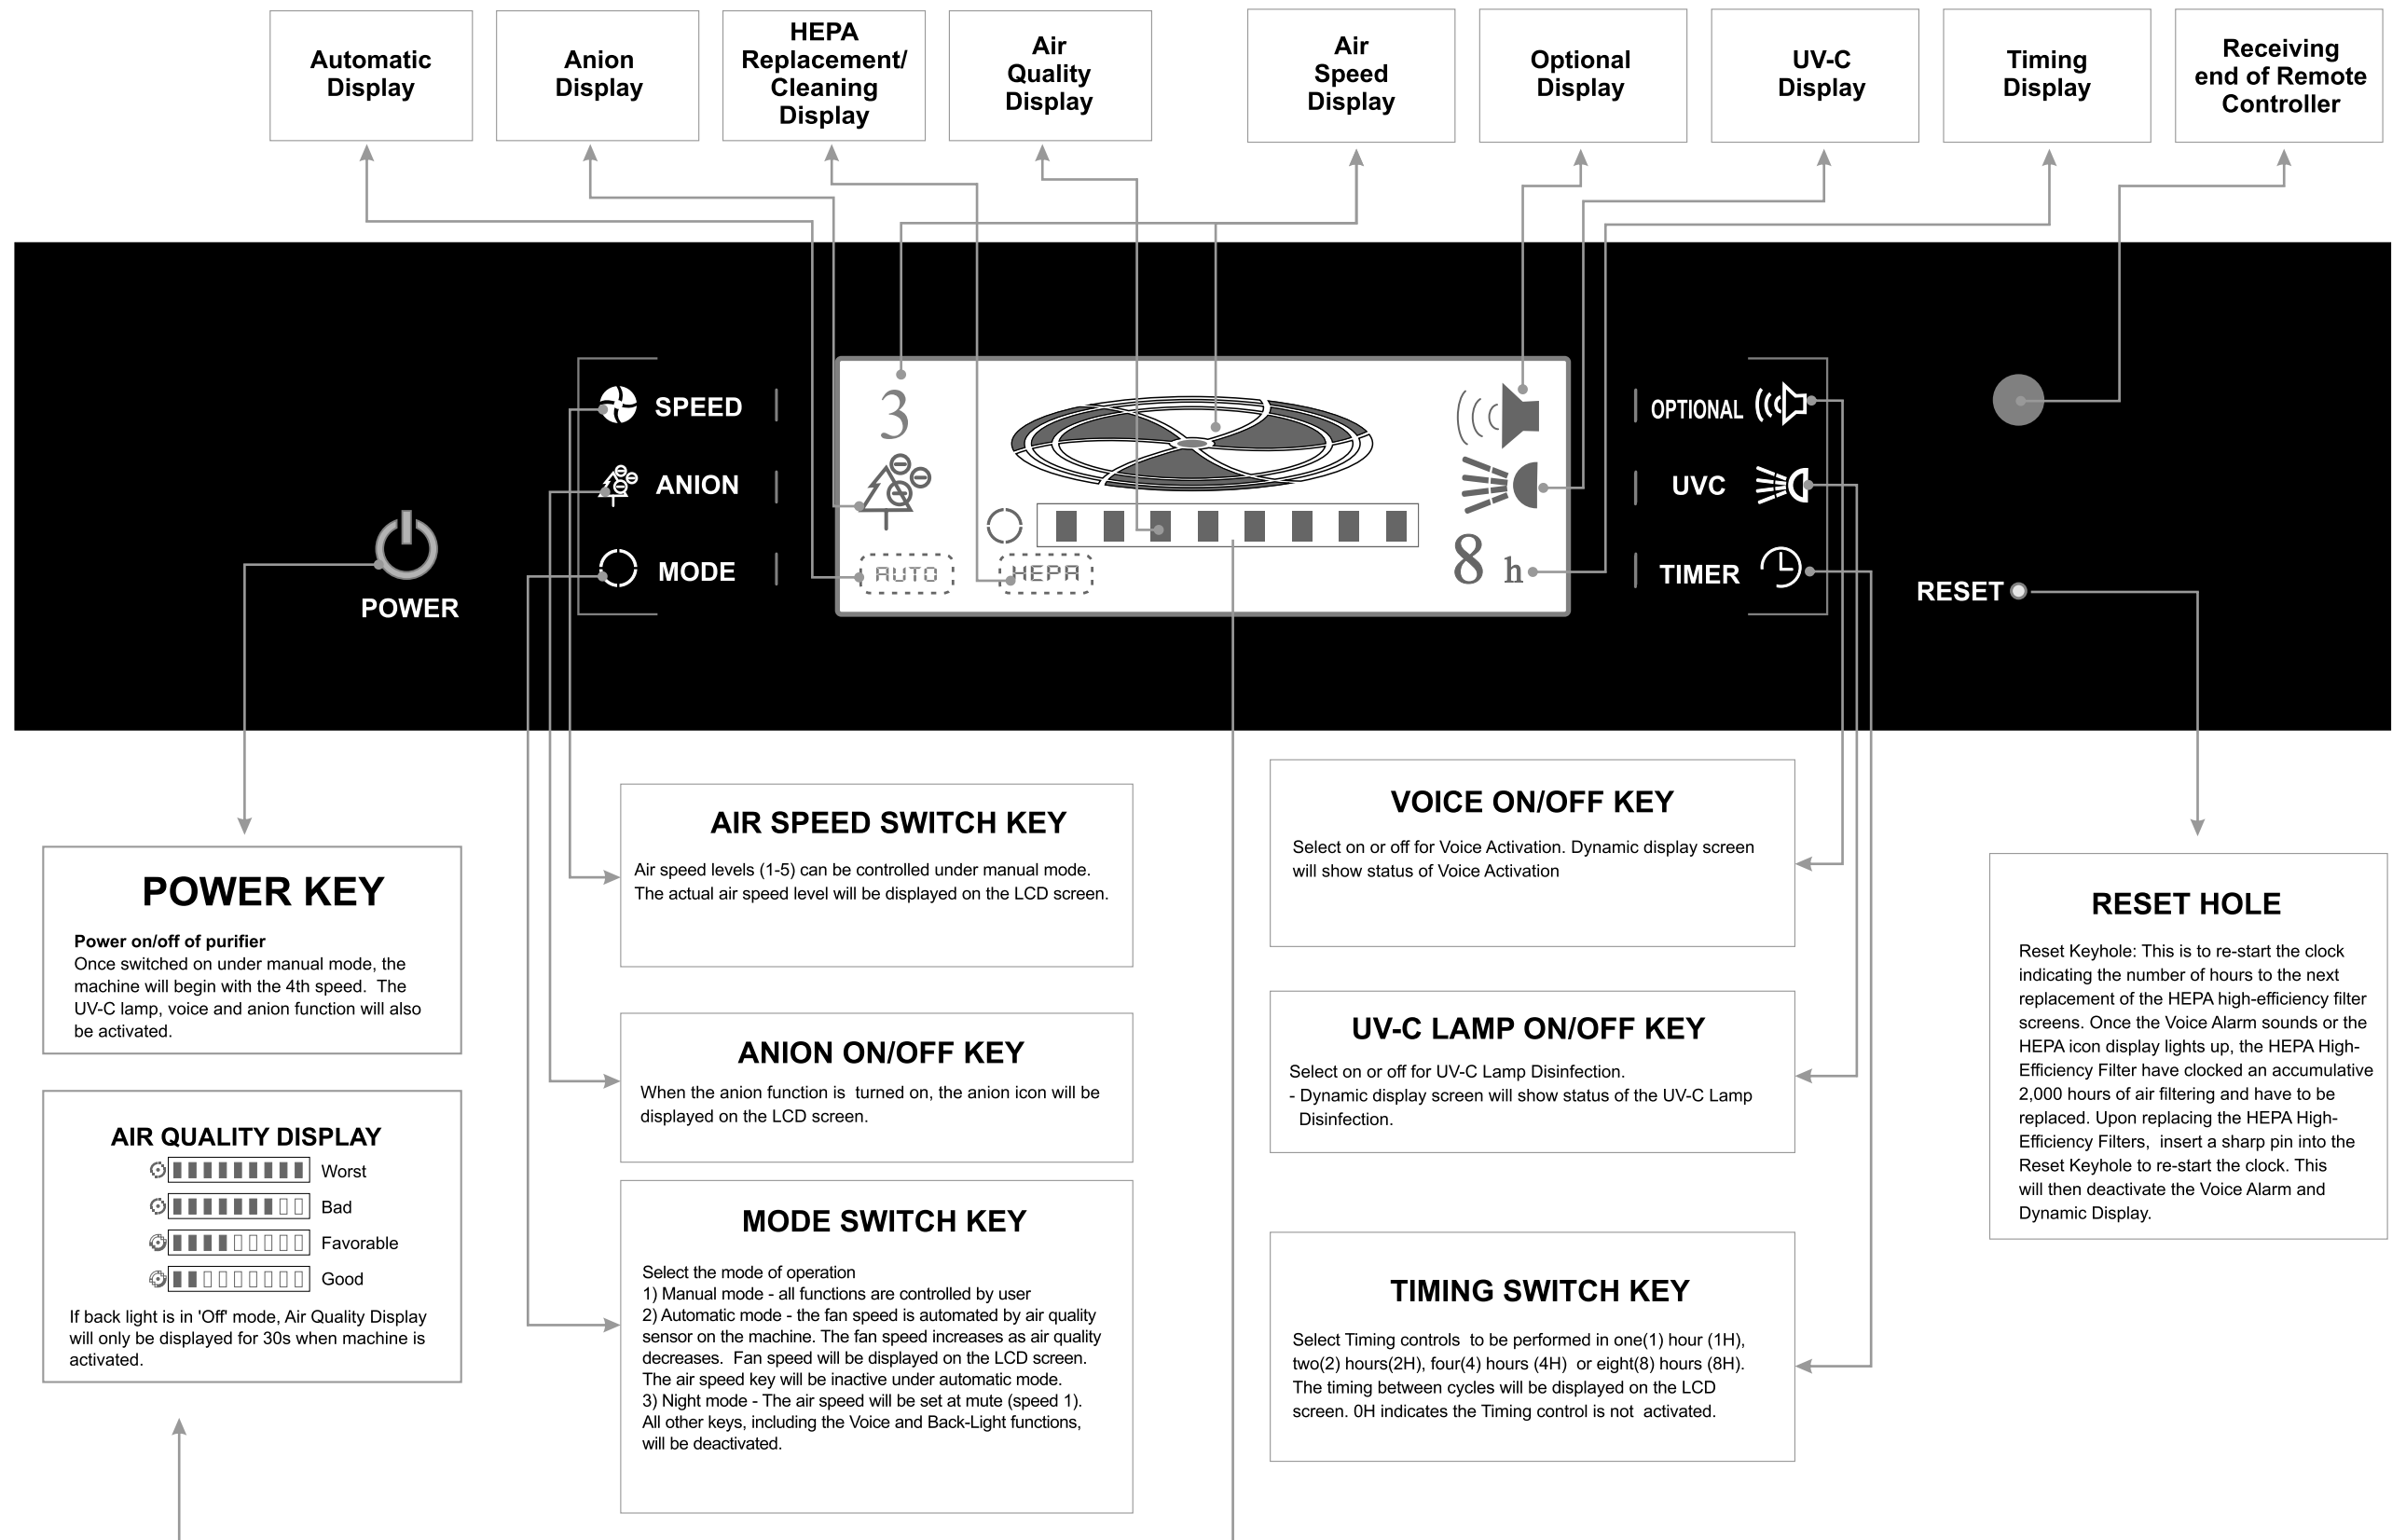 Automatic
Display
Anion
Display
HEPA
Replacement/
Cleaning
Display
Air
Quality
Display
Air
Speed
Display
Optional
Display
UV-C
Display
Timing
Display
Receiving
end of Remote
Controller
POWER
SPEED
ANION
MODE
3
AUTO
HEPA
8 h
OPTIONAL
UVC
TIMER
RESET
POWER KEY
Power on/off of purifier
Once switched on under manual mode, the
machine will begin with the 4th speed. The
UV-C lamp, voice and anion function will also
be activated.
AIR QUALITY DISPLAY
Worst
Bad
Favorable
Good
If back light is in 'Off' mode, Air Quality Display
will only be displayed for 30s when machine is
activated.
AIR SPEED SWITCH KEY
Air speed levels (1-5) can be controlled under manual mode.
The actual air speed level will be displayed on the LCD screen.
ANION ON/OFF KEY
When the anion function is turned on, the anion icon will be
displayed on the LCD screen.
MODE SWITCH KEY
Select the mode of operation
1) Manual mode - all functions are controlled by user
2) Automatic mode - the fan speed is automated by air quality
sensor on the machine. The fan speed increases as air quality
decreases. Fan speed will be displayed on the LCD screen.
The air speed key will be inactive under automatic mode.
3) Night mode - The air speed will be set at mute (speed 1).
All other keys, including the Voice and Back-Light functions,
will be deactivated.
VOICE ON/OFF KEY
Select on or off for Voice Activation. Dynamic display screen
will show status of Voice Activation
UV-C LAMP ON/OFF KEY
Select on or off for UV-C Lamp Disinfection.
- Dynamic display screen will show status of the UV-C Lamp
Disinfection.
TIMING SWITCH KEY
Select Timing controls to be performed in one(1) hour (1H),
two(2) hours(2H), four(4) hours (4H) or eight(8) hours (8H).
The timing between cycles will be displayed on the LCD
screen. 0H indicates the Timing control is not activated.
RESET HOLE
Reset Keyhole: This is to re-start the clock
indicating the number of hours to the next
replacement of the HEPA high-efficiency filter
screens. Once the Voice Alarm sounds or the
HEPA icon display lights up, the HEPA High-
Efficiency Filter have clocked an accumulative
2,000 hours of air filtering and have to be
replaced. Upon replacing the HEPA High-
Efficiency Filters, insert a sharp pin into the
Reset Keyhole to re-start the clock. This
will then deactivate the Voice Alarm and
Dynamic Display.